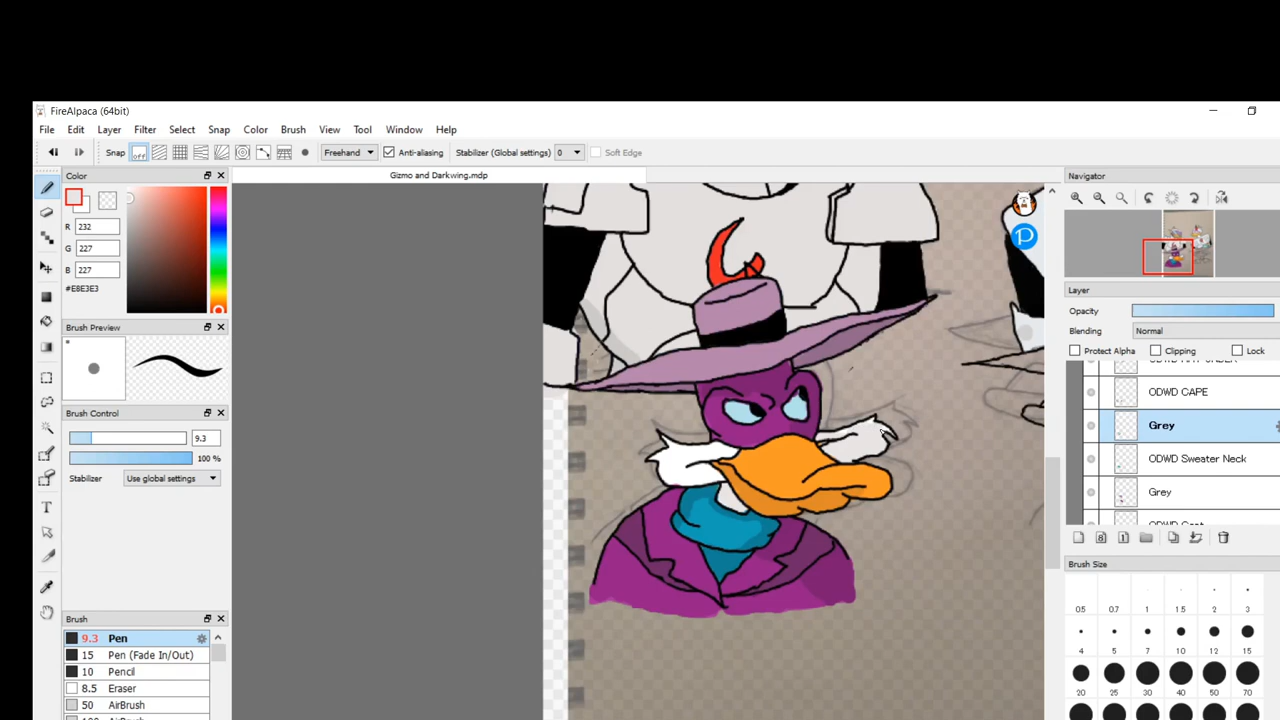 FireAlpaca (64bit)
File Edit Layer Filter Select Snap Color Brush View Tool Window Help
Snap off Freehand Anti-aliasing Stabilizer (Global settings) 0 Soft Edge
Color
Gizmo and Darkwing.mdp
Navigator
R 232
G 227
B 227
#E8E3E3
Layer
Opacity
Brush Preview
Blending Normal
Protect Alpha Clipping Lock
ODWD CAPE
Brush Control
Grey
9.3
100 %
ODWD Sweater Neck
Stabilizer Use global settings
Grey
Brush Size
0.5 0.7 1 1.5 2 3
Brush
9.3 Pen
15 Pen (Fade In/Out)
4 5 7 10 12 15
10 Pencil
8.5 Eraser
50 AirBrush
20 25 30 40 50 70
AirBrush